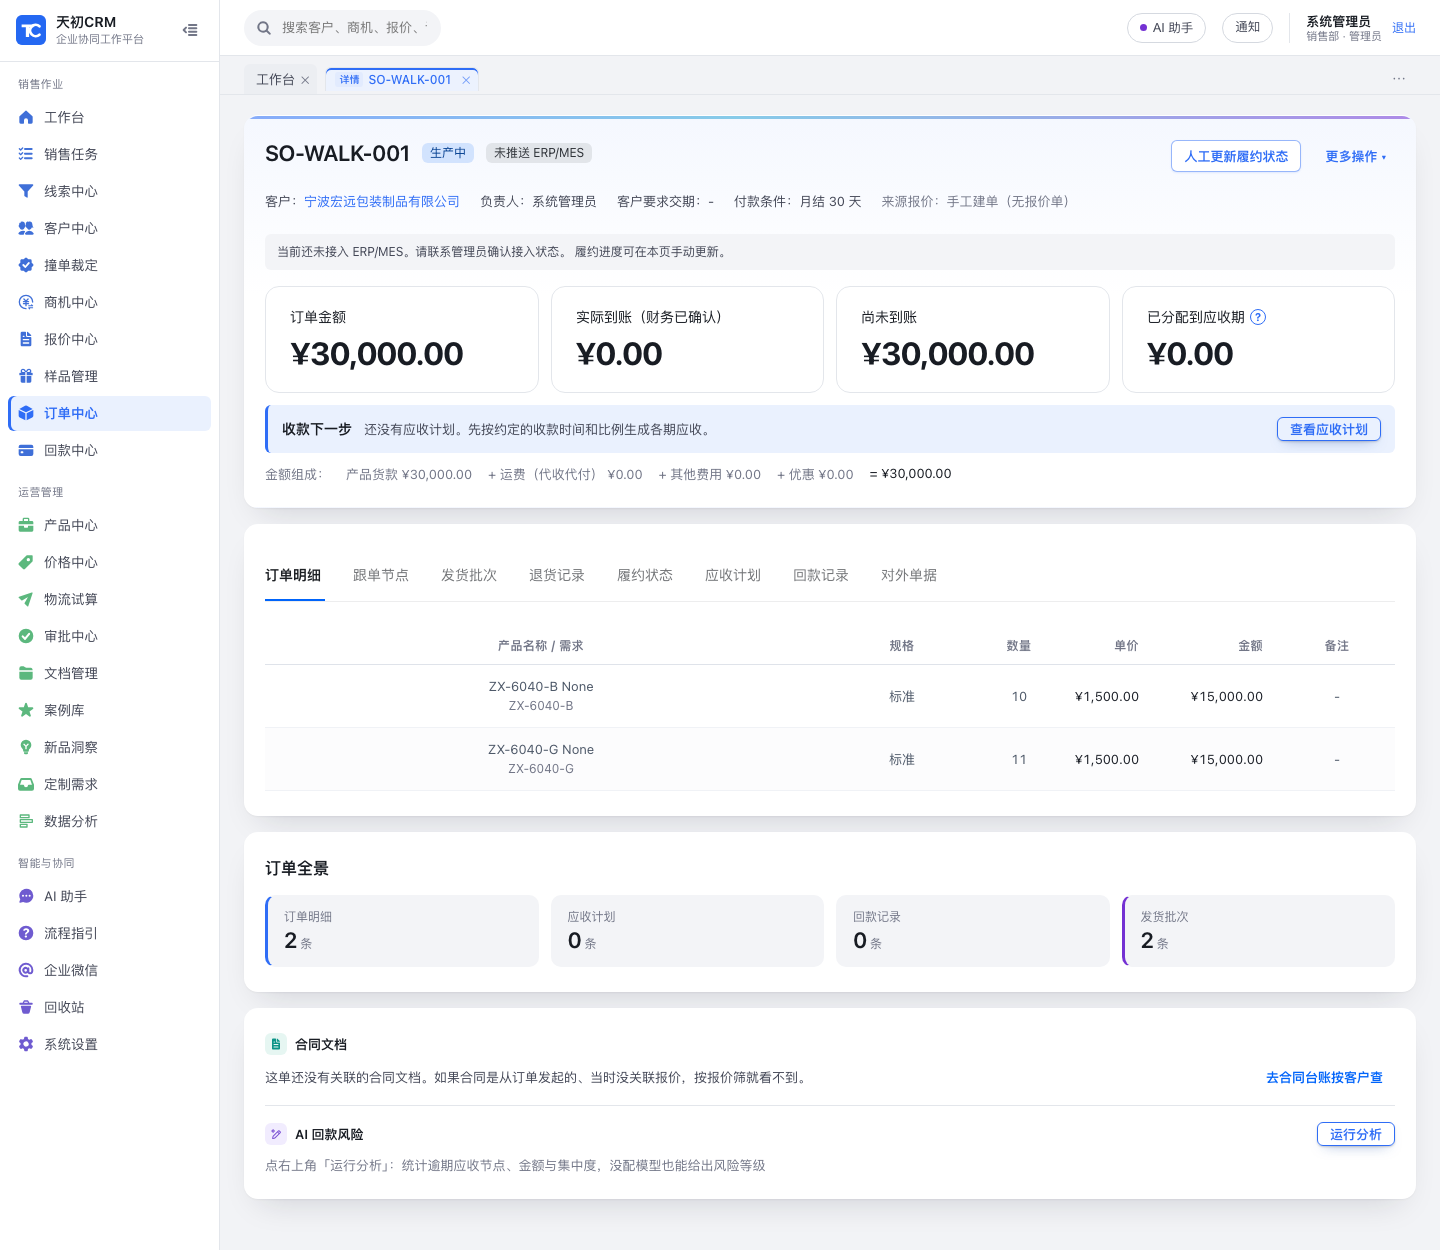 天初CRM
企业协同工作平台
搜索客户、商机、报价、
AI 助手
通知
系统管理员
销售部 · 管理员
退出
工作台
详情 SO-WALK-001
销售作业
工作台
销售任务
线索中心
客户中心
撞单裁定
商机中心
报价中心
样品管理
订单中心
回款中心
运营管理
产品中心
价格中心
物流试算
审批中心
文档管理
案例库
新品洞察
定制需求
数据分析
智能与协同
AI 助手
流程指引
企业微信
回收站
系统设置
SO-WALK-001 生产中 未推送 ERP/MES
人工更新履约状态 更多操作
客户：宁波宏远包装制品有限公司 负责人：系统管理员 客户要求交期：- 付款条件：月结 30 天 来源报价：手工建单（无报价单）
当前还未接入 ERP/MES。请联系管理员确认接入状态。 履约进度可在本页手动更新。
订单金额
¥30,000.00
实际到账（财务已确认）
¥0.00
尚未到账
¥30,000.00
已分配到应收期 ?
¥0.00
收款下一步 还没有应收计划。先按约定的收款时间和比例生成各期应收。 查看应收计划
金额组成： 产品货款 ¥30,000.00 + 运费（代收代付） ¥0.00 + 其他费用 ¥0.00 + 优惠 ¥0.00 = ¥30,000.00
订单明细 跟单节点 发货批次 退货记录 履约状态 应收计划 回款记录 对外单据
产品名称 / 需求 规格 数量 单价 金额 备注
ZX-6040-B None
ZX-6040-B
标准 10 ¥1,500.00 ¥15,000.00 -
ZX-6040-G None
ZX-6040-G
标准 11 ¥1,500.00 ¥15,000.00 -
订单全景
订单明细
2 条
应收计划
0 条
回款记录
0 条
发货批次
2 条
合同文档
这单还没有关联的合同文档。如果合同是从订单发起的、当时没关联报价，按报价筛就看不到。
去合同台账按客户查
AI 回款风险
运行分析
点右上角「运行分析」：统计逾期应收节点、金额与集中度，没配模型也能给出风险等级